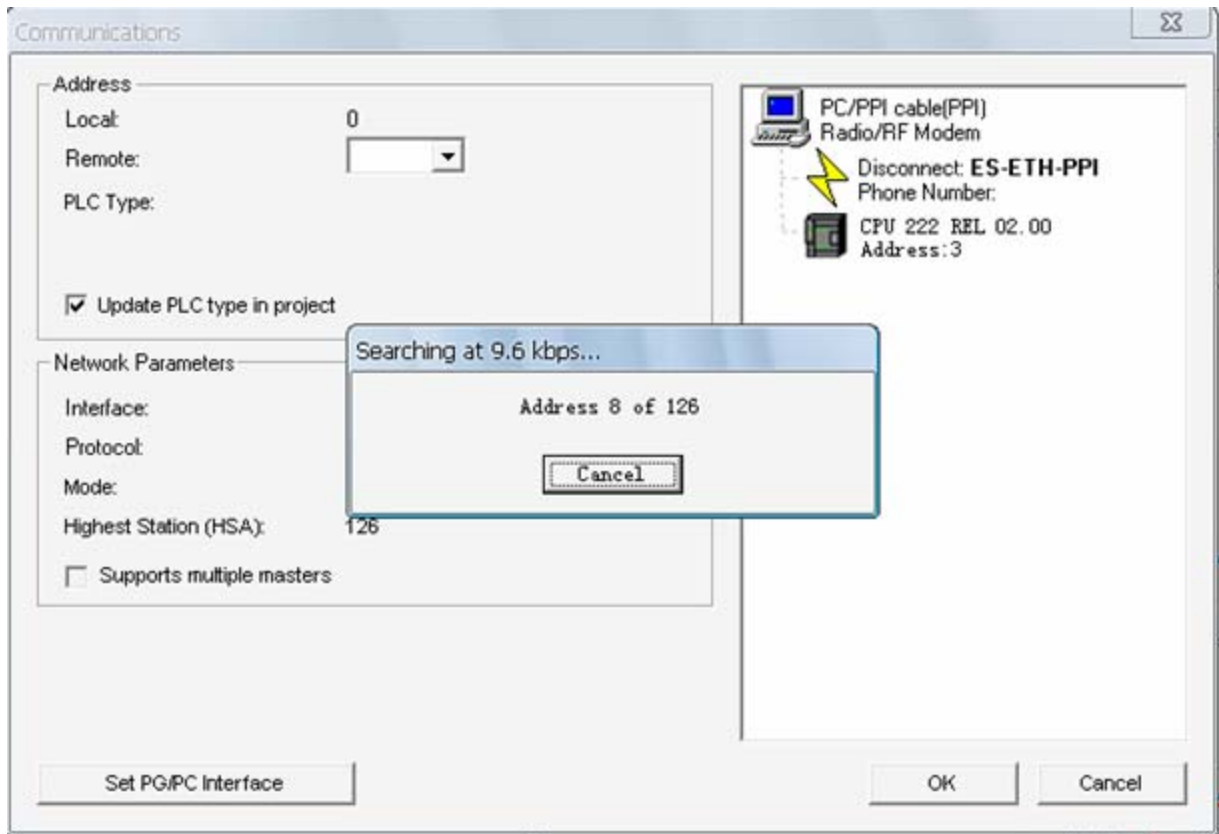 Communications
Address
Local: 0
Remote:
PLC Type:
Update PLC type in project
Network Parameters
Interface:
Protocol:
Mode:
Highest Station (HSA): 126
Supports multiple masters
Searching at 9.6 kbps...
Address 8 of 126
Cancel
PC/PPI cable(PPI)
Radio/RF Modem
Disconnect: ES-ETH-PPI
Phone Number:
CPU 222 REL 02.00
Address:3
Set PG/PC Interface
OK
Cancel